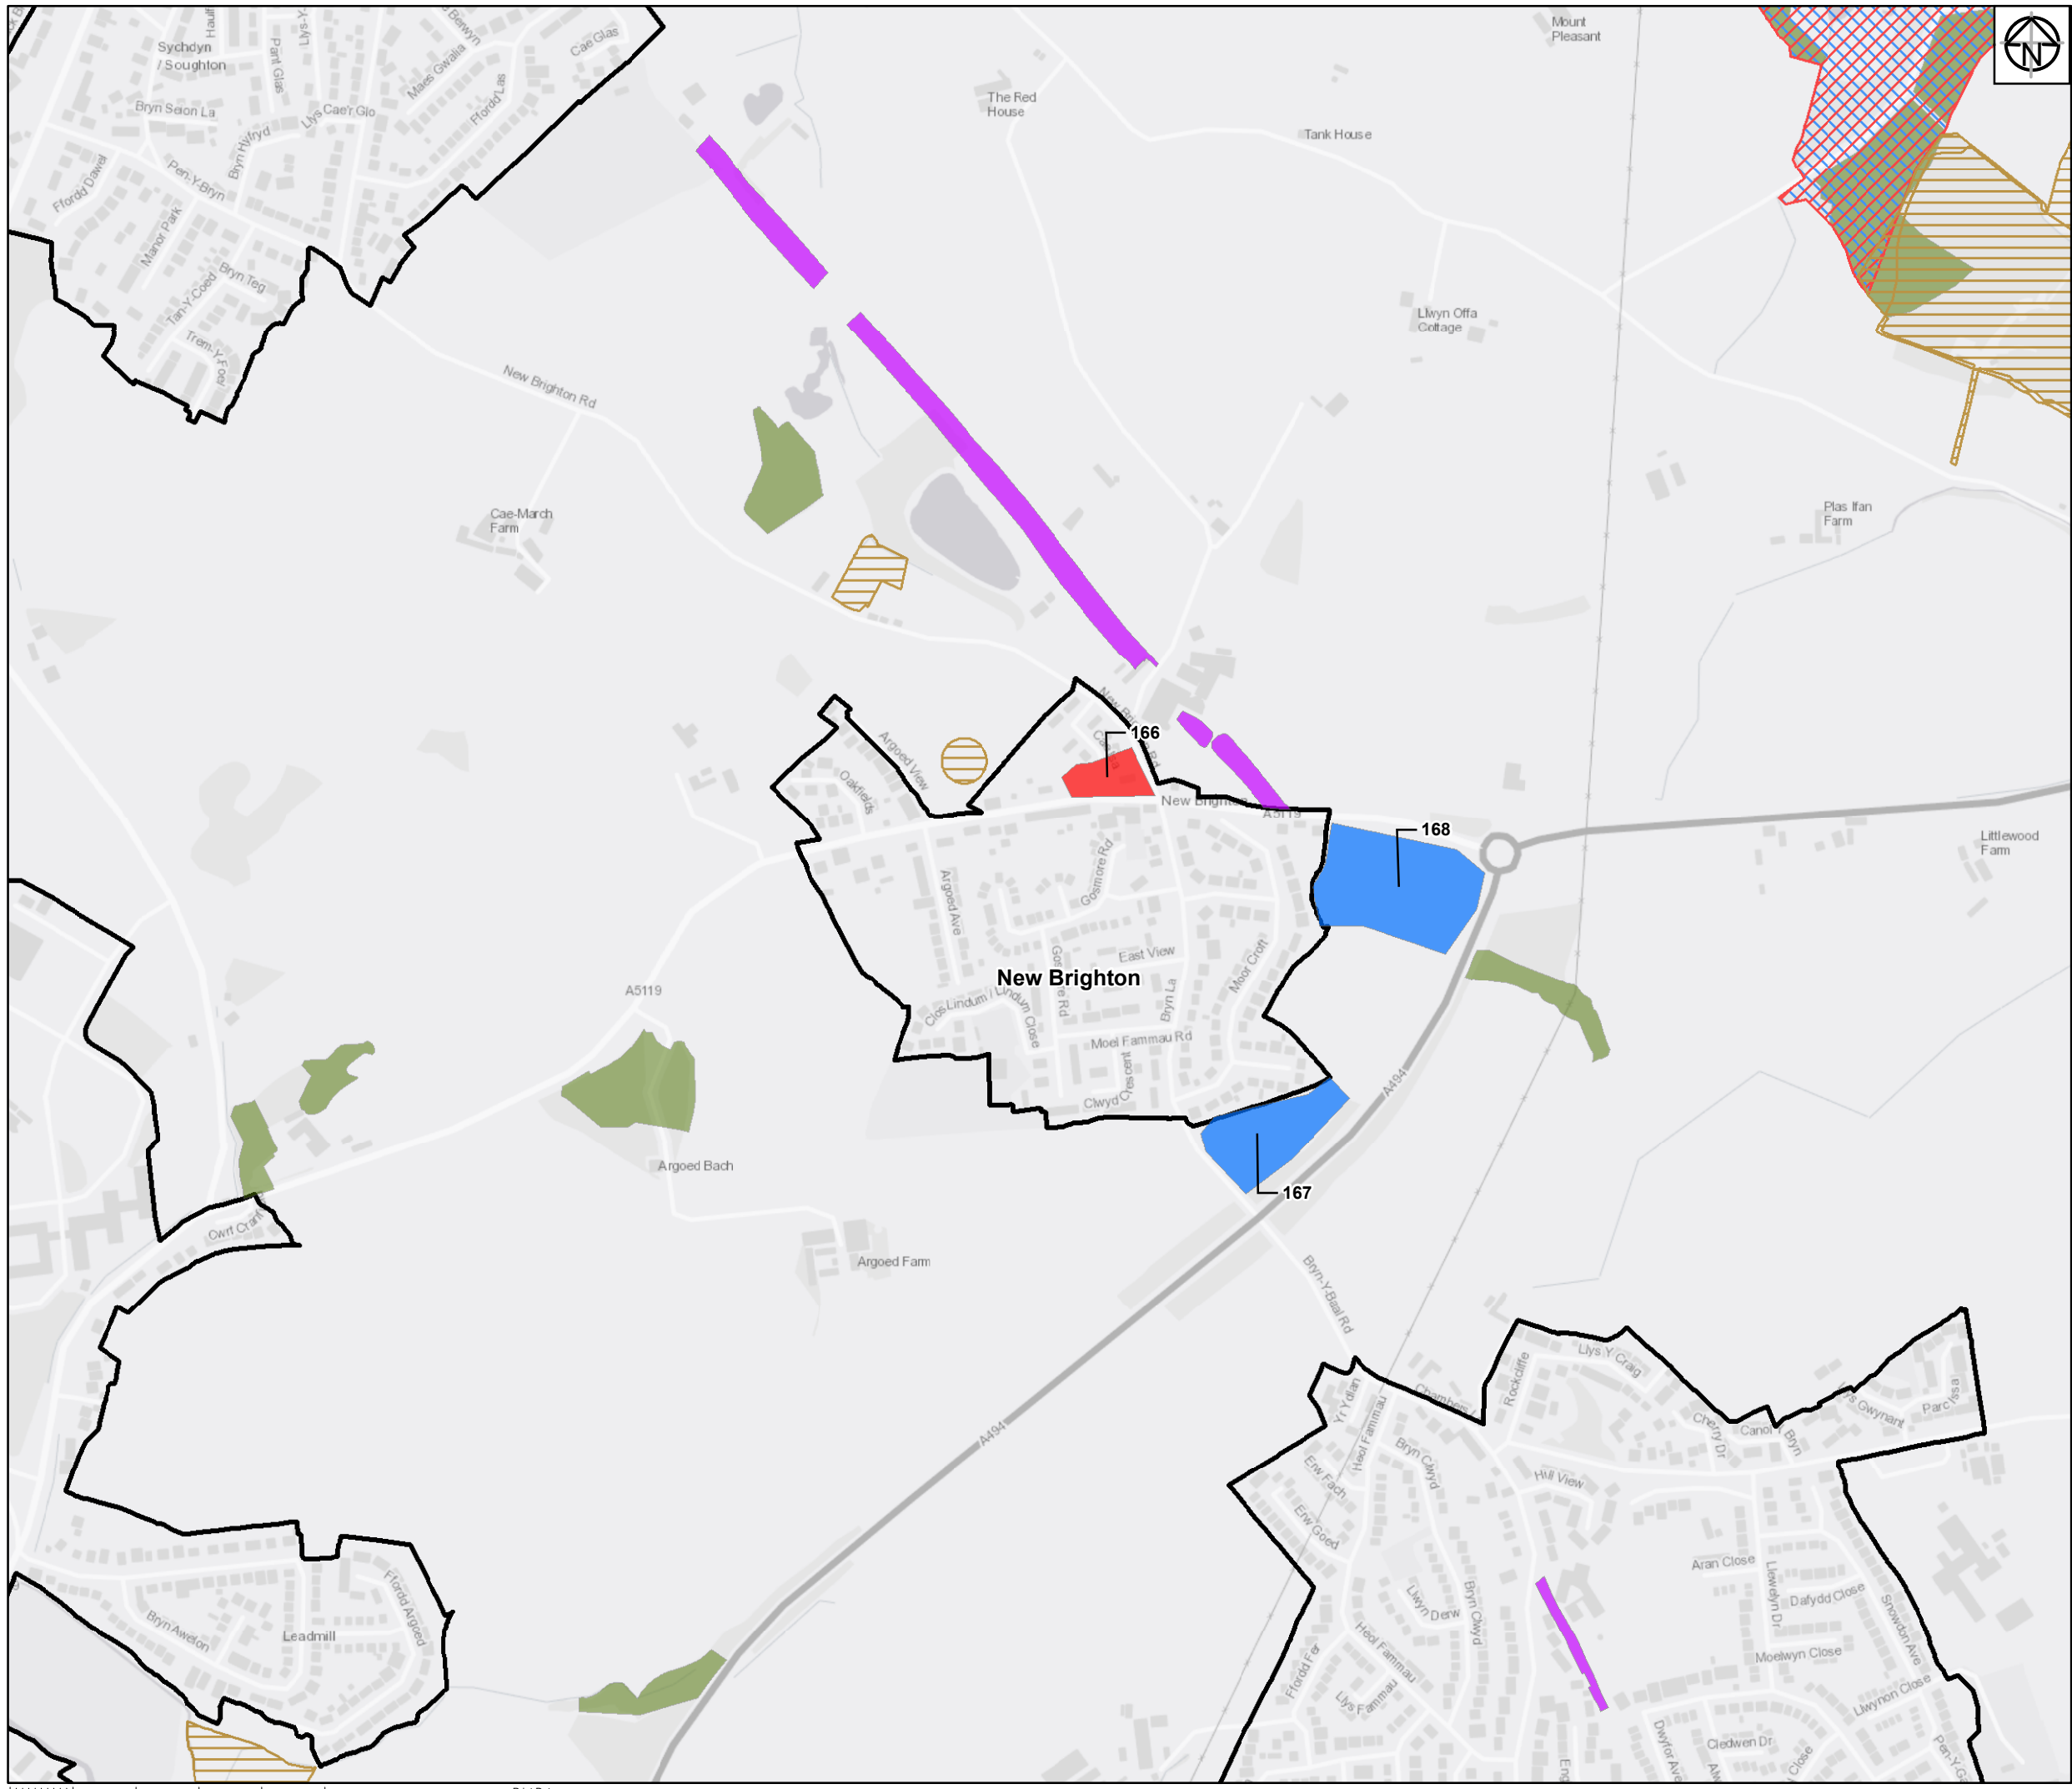 N
Mount
Pleasant
Sychdyn
/ Soughton
Pant Glas
Maes Gwalia
Cae Glas
Ffordd Las
The Red
House
Tank House
Bryn Seion La
Llys Cae'r Glo
Bryn Hyfryd
Ffordd Dawel
Pen-Y-Bryn
Manor Park
Bryn Teg
Tan-Y-Coed
Trem-Y-Foel
Llwyn Offa
Cottage
New Brighton Rd
Cae-March
Farm
Plas Ifan
Farm
166
Argoed View
Oakfields
New Brighton
A5119
168
Littlewood
Farm
Gosmore Rd
Argoed Ave
East View
Moor Croft
New Brighton
A5119
Bryn La
Clos Lindum / Lindum Close
Moel Fammau Rd
Clwyd Crescent
A494
Argoed Bach
167
Argoed Farm
Bryn-Y-Baal Rd
Yr Ydlan
Heol Fammau
Rockcliffe
Llys Y Craig
Llys Gwynant
Parc Issa
Cherry Dr
Canol Y Bryn
A494
Bryn Clwyd
Erw Fach
Hill View
Erw Goed
Aran Close
Llewelyn Dr
Dafydd Close
Snowdon Ave
Llwyn Derw
Bryn Clwyd
Ffordd Argoed
Bryn Awelon
Leadmill
Heol Fammau
Ffordd Fer
Llys Fammau
Moelwyn Close
Llwynon Close
Dwyfor Ave
Cledwen Dr
Close